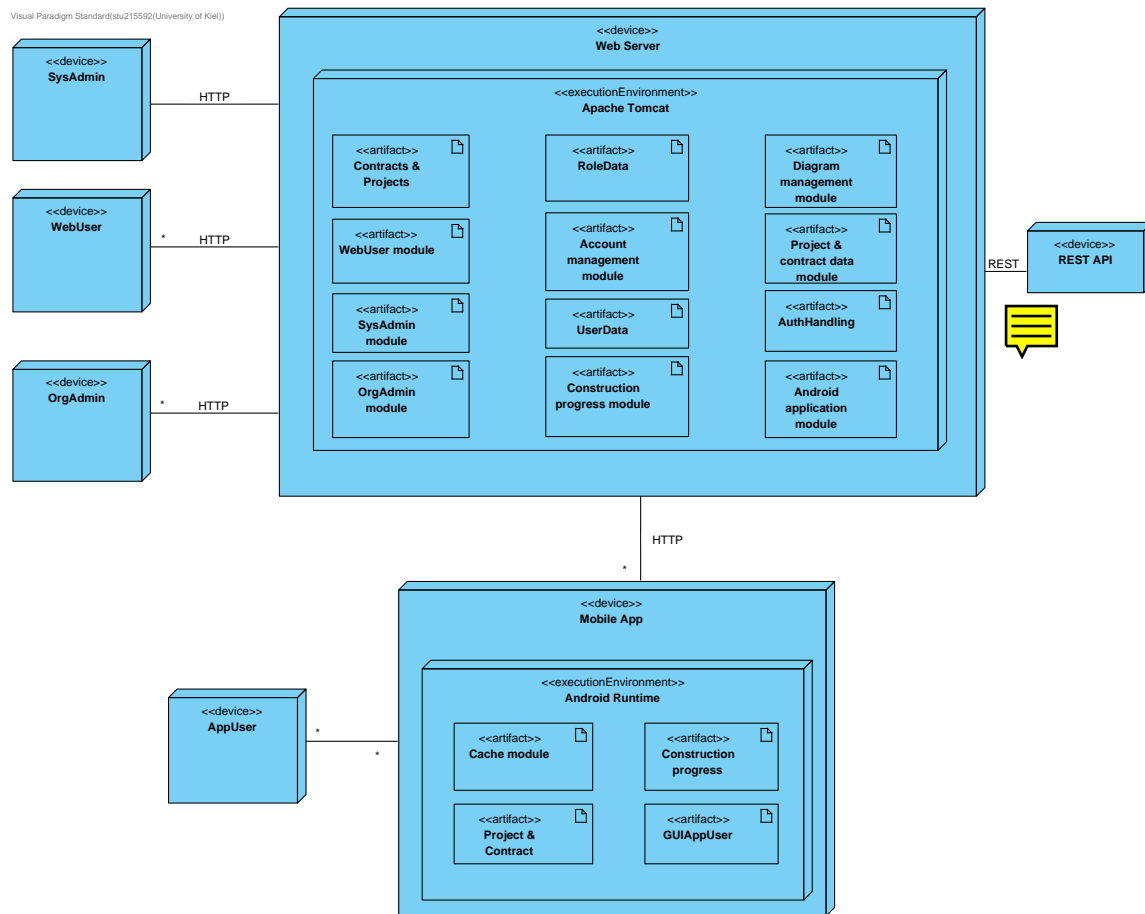 Visual Paradigm Standard(stu215592(University of Kiel))
<<device>>
SysAdmin
HTTP
<<device>>
WebUser
*
HTTP
<<device>>
OrgAdmin
*
HTTP
<<device>>
Web Server
<<executionEnvironment>>
Apache Tomcat
<<artifact>>
Contracts &
Projects
<<artifact>>
RoleData
<<artifact>>
Diagram
management
module
<<artifact>>
WebUser module
<<artifact>>
Account
management
module
<<artifact>>
Project &
contract data
module
<<artifact>>
SysAdmin
module
<<artifact>>
UserData
<<artifact>>
AuthHandling
<<artifact>>
OrgAdmin
module
<<artifact>>
Construction
progress module
<<artifact>>
Android
application
module
REST
<<device>>
REST API
HTTP
*
<<device>>
Mobile App
<<executionEnvironment>>
Android Runtime
<<artifact>>
Cache module
<<artifact>>
Construction
progress
<<artifact>>
Project &
Contract
<<artifact>>
GUIAppUser
<<device>>
AppUser
*
*